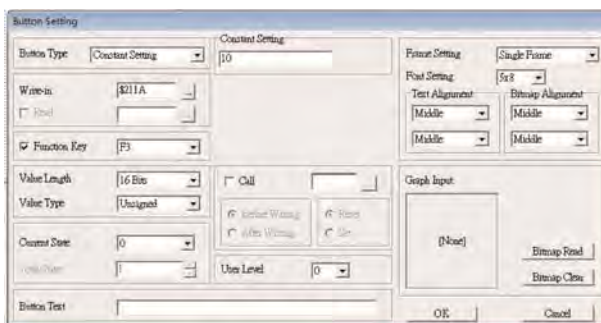 Button Setting
Button Type Constant Setting
Constant Setting
10
Frame Setting Single Frame
Font Setting 5x8
Text Alignment
Middle
Middle
Bitmap Alignment
Middle
Middle
Write-in $211A ...
Read ...
Function Key F3
Value Length 16 Bits
Value Type Unsigned
Call ...
Before Writing
After Writing
Reset
Set
Graph Input:
[None]
Bitmap Read
Bitmap Clear
Current State 0
1
User Level 0
Button Text
OK
Cancel